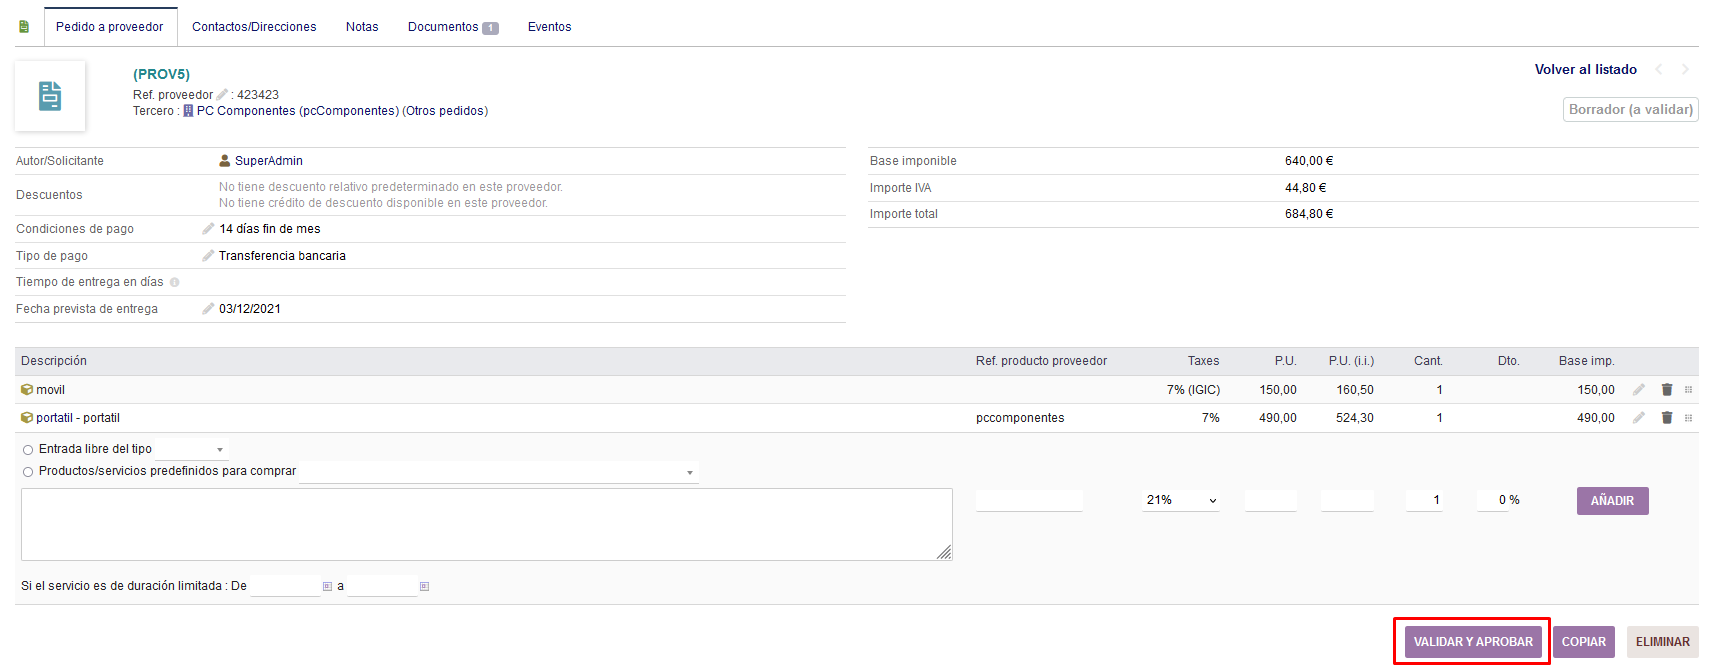 Pedido a proveedor Contactos/Direcciones Notas Documentos 1 Eventos
(PROV5)
Volver al listado
Ref. proveedor : 423423
Tercero : PC Componentes (pcComponentes) (Otros pedidos)
Borrador (a validar)
Autor/Solicitante SuperAdmin
Descuentos No tiene descuento relativo predeterminado en este proveedor.
No tiene crédito de descuento disponible en este proveedor.
Condiciones de pago 14 días fin de mes
Tipo de pago Transferencia bancaria
Tiempo de entrega en días
Fecha prevista de entrega 03/12/2021
Base imponible 640,00 €
Importe IVA 44,80 €
Importe total 684,80 €
Descripción Ref. producto proveedor Taxes P.U. P.U. (i.i.) Cant. Dto. Base imp.
movil 7% (IGIC) 150,00 160,50 1 150,00
portatil - portatil pccomponentes 7% 490,00 524,30 1 490,00
Entrada libre del tipo
Productos/servicios predefinidos para comprar
21% 1 0 % AÑADIR
Si el servicio es de duración limitada : De a
VALIDAR Y APROBAR COPIAR ELIMINAR